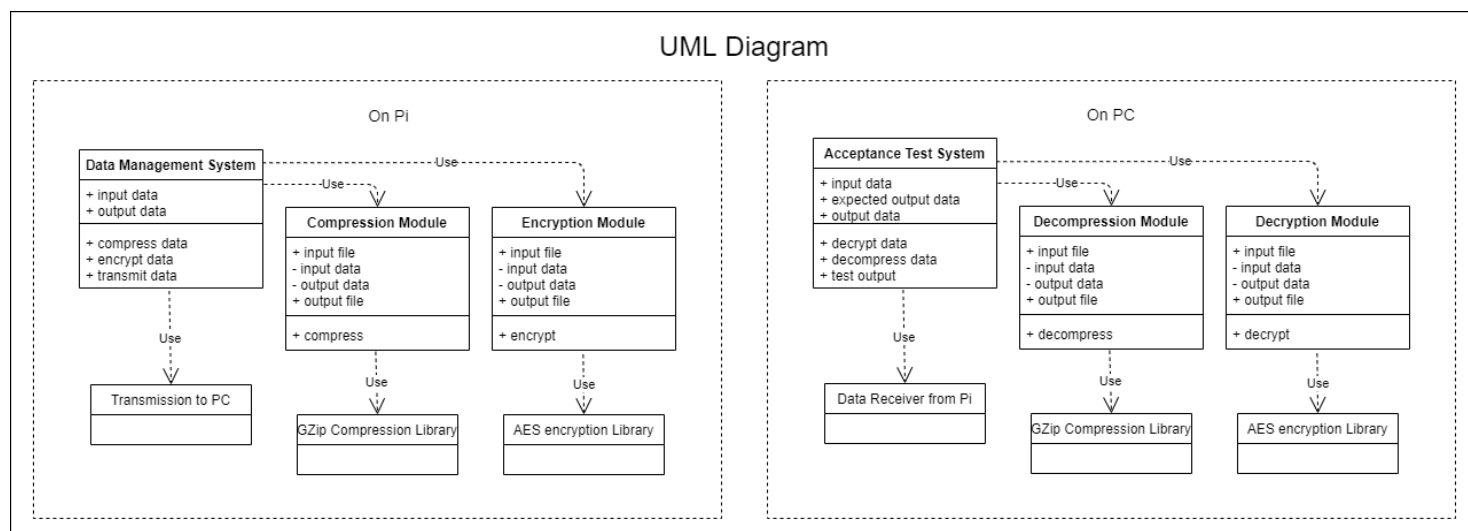 UML Diagram
On Pi
Data Management System
+ input data
+ output data
+ compress data
+ encrypt data
+ transmit data
Use
Use
Compression Module
+ input file
- input data
- output data
+ output file
+ compress
Encryption Module
+ input file
- input data
- output data
+ output file
+ encrypt
Use
Use
Use
Transmission to PC
GZip Compression Library
AES encryption Library
On PC
Acceptance Test System
+ input data
+ expected output data
+ output data
+ decrypt data
+ decompress data
+ test output
Use
Use
Decompression Module
+ input file
- input data
- output data
+ output file
+ decompress
Decryption Module
+ input file
- input data
- output data
+ output file
+ decrypt
Use
Use
Use
Data Receiver from Pi
GZip Compression Library
AES encryption Library